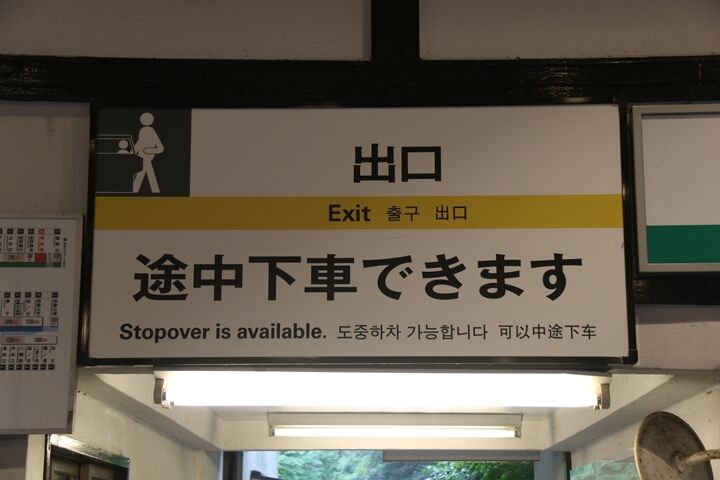 出口
Exit 출구 出口
途中下車できます
Stopover is available. 도중하차 가능합니다 可以中途下车